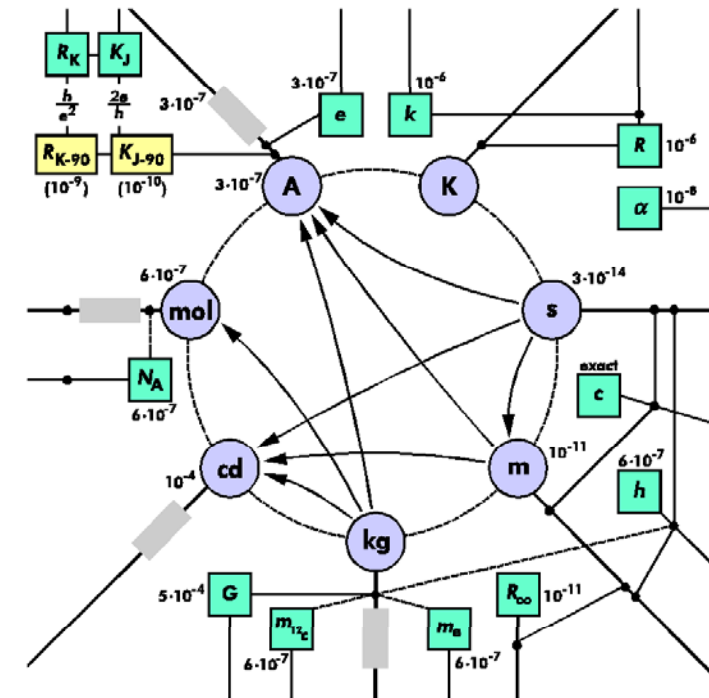 R_K K_J
3·10⁻⁷
10⁻⁶
h/e²
2e/h
3·10⁻⁷
e
k
R_K-90
K_J-90
R
10⁻⁶
(10⁻⁹)
(10⁻¹⁰)
3·10⁻⁷
A
K
α
10⁻⁸
6·10⁻⁷
3·10⁻¹⁴
mol
s
exact
N_A
c
6·10⁻⁷
10⁻¹¹
6·10⁻⁷
10⁻⁴
cd
m
h
kg
5·10⁻⁴
G
R_∞
10⁻¹¹
m_12C
m_e
6·10⁻⁷
6·10⁻⁷